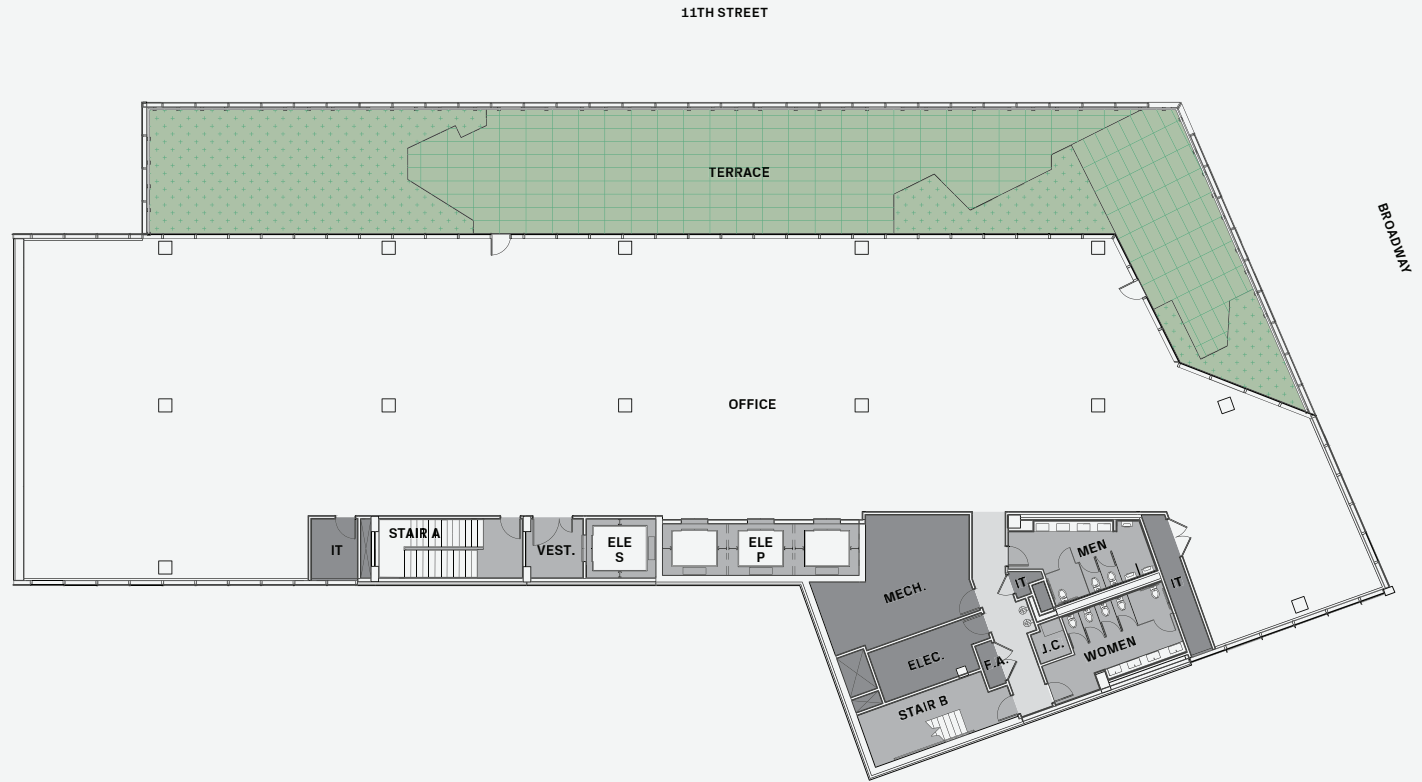 11TH STREET
TERRACE
BROADWAY
OFFICE
STAIR A
IT
VEST.
ELE
S
ELE
P
MEN
IT
IT
MECH.
J.C.
WOMEN
ELEC.
F.A.
STAIR B